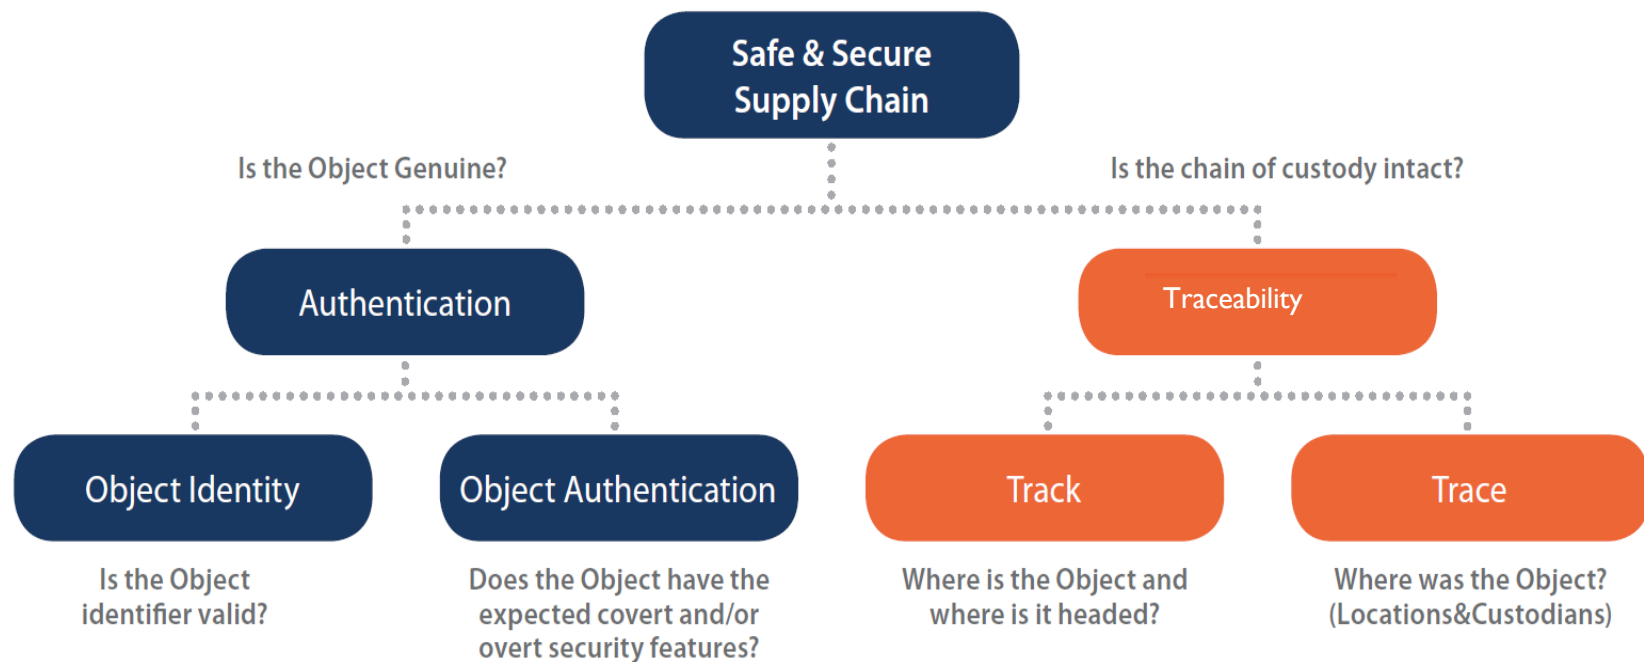 Safe & Secure
Supply Chain
Is the Object Genuine?
Is the chain of custody intact?
Authentication
Traceability
Object Identity
Object Authentication
Track
Trace
Is the Object
identifier valid?
Does the Object have the
expected covert and/or
overt security features?
Where is the Object and
where is it headed?
Where was the Object?
(Locations&Custodians)